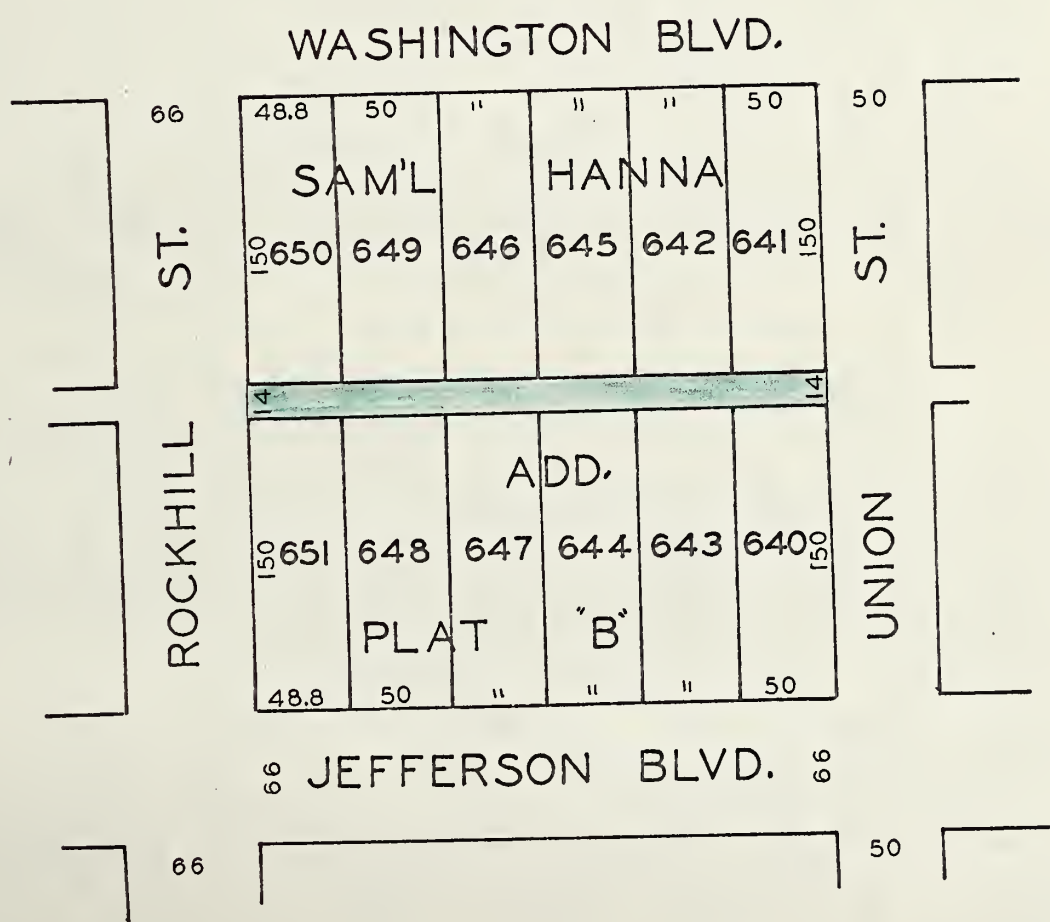 WASHINGTON BLVD.
66 48.8 50 " " " 50 50
SAM'L HANNA
ST.
150 650 649 646 645 642 641 150
ST.
14 14
ROCKHILL
ADD.
150 651 648 647 644 643 640 150
UNION
PLAT "B"
48.8 50 " " " 50
66 JEFFERSON BLVD. 66
66 50